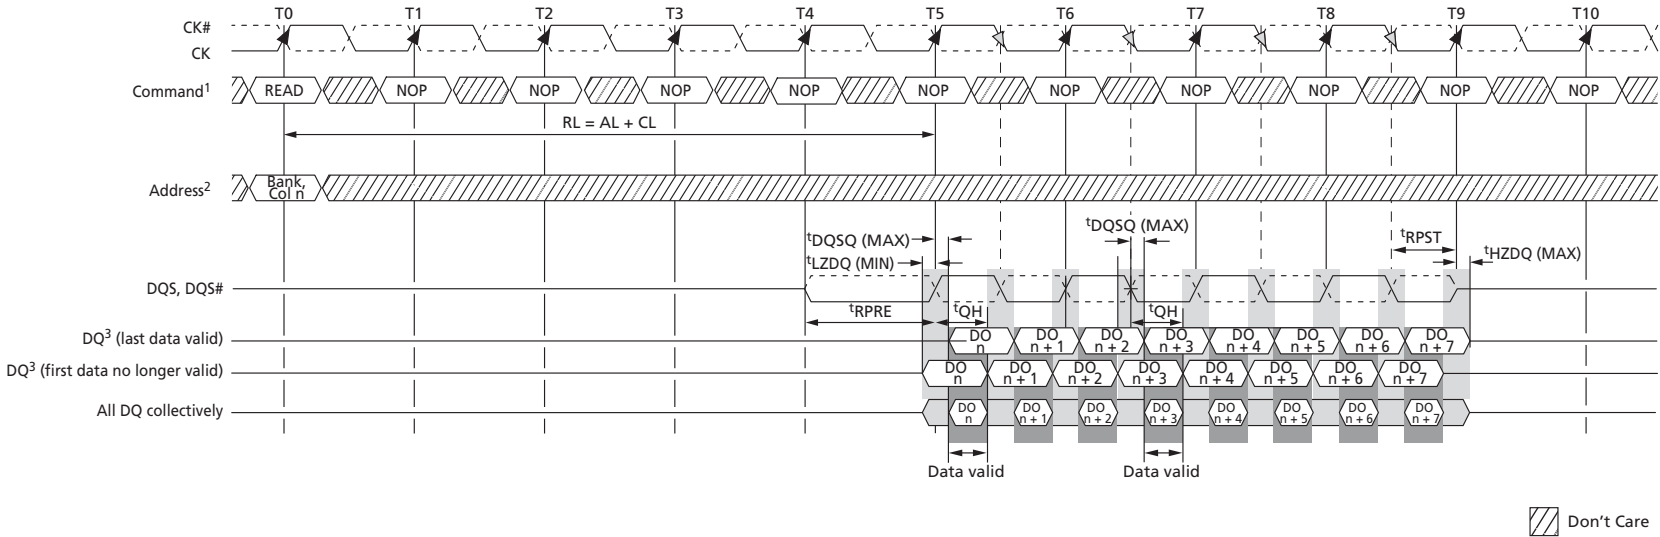 T0 T1 T2 T3 T4 T5 T6 T7 T8 T9 T10
CK#
CK
Command1 READ NOP NOP NOP NOP NOP NOP NOP NOP NOP NOP
RL = AL + CL
Address2 Bank, Col n
tDQSQ (MAX) tDQSQ (MAX) tRPST
tLZDQ (MIN) tHZDQ (MAX)
DQS, DQS#
tRPRE tQH tQH
DQ3 (last data valid) DO n DO n + 1 DO n + 2 DO n + 3 DO n + 4 DO n + 5 DO n + 6 DO n + 7
DQ3 (first data no longer valid) DO n DO n + 1 DO n + 2 DO n + 3 DO n + 4 DO n + 5 DO n + 6 DO n + 7
All DQ collectively DO n DO n + 1 DO n + 2 DO n + 3 DO n + 4 DO n + 5 DO n + 6 DO n + 7
Data valid Data valid
Don't Care